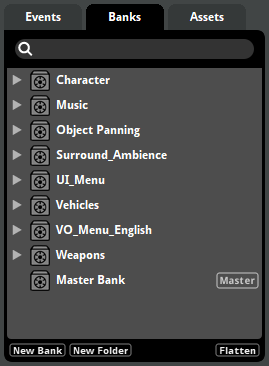 Events Banks Assets
Character
Music
Object Panning
Surround_Ambience
UI_Menu
Vehicles
VO_Menu_English
Weapons
Master Bank Master
New Bank New Folder Flatten